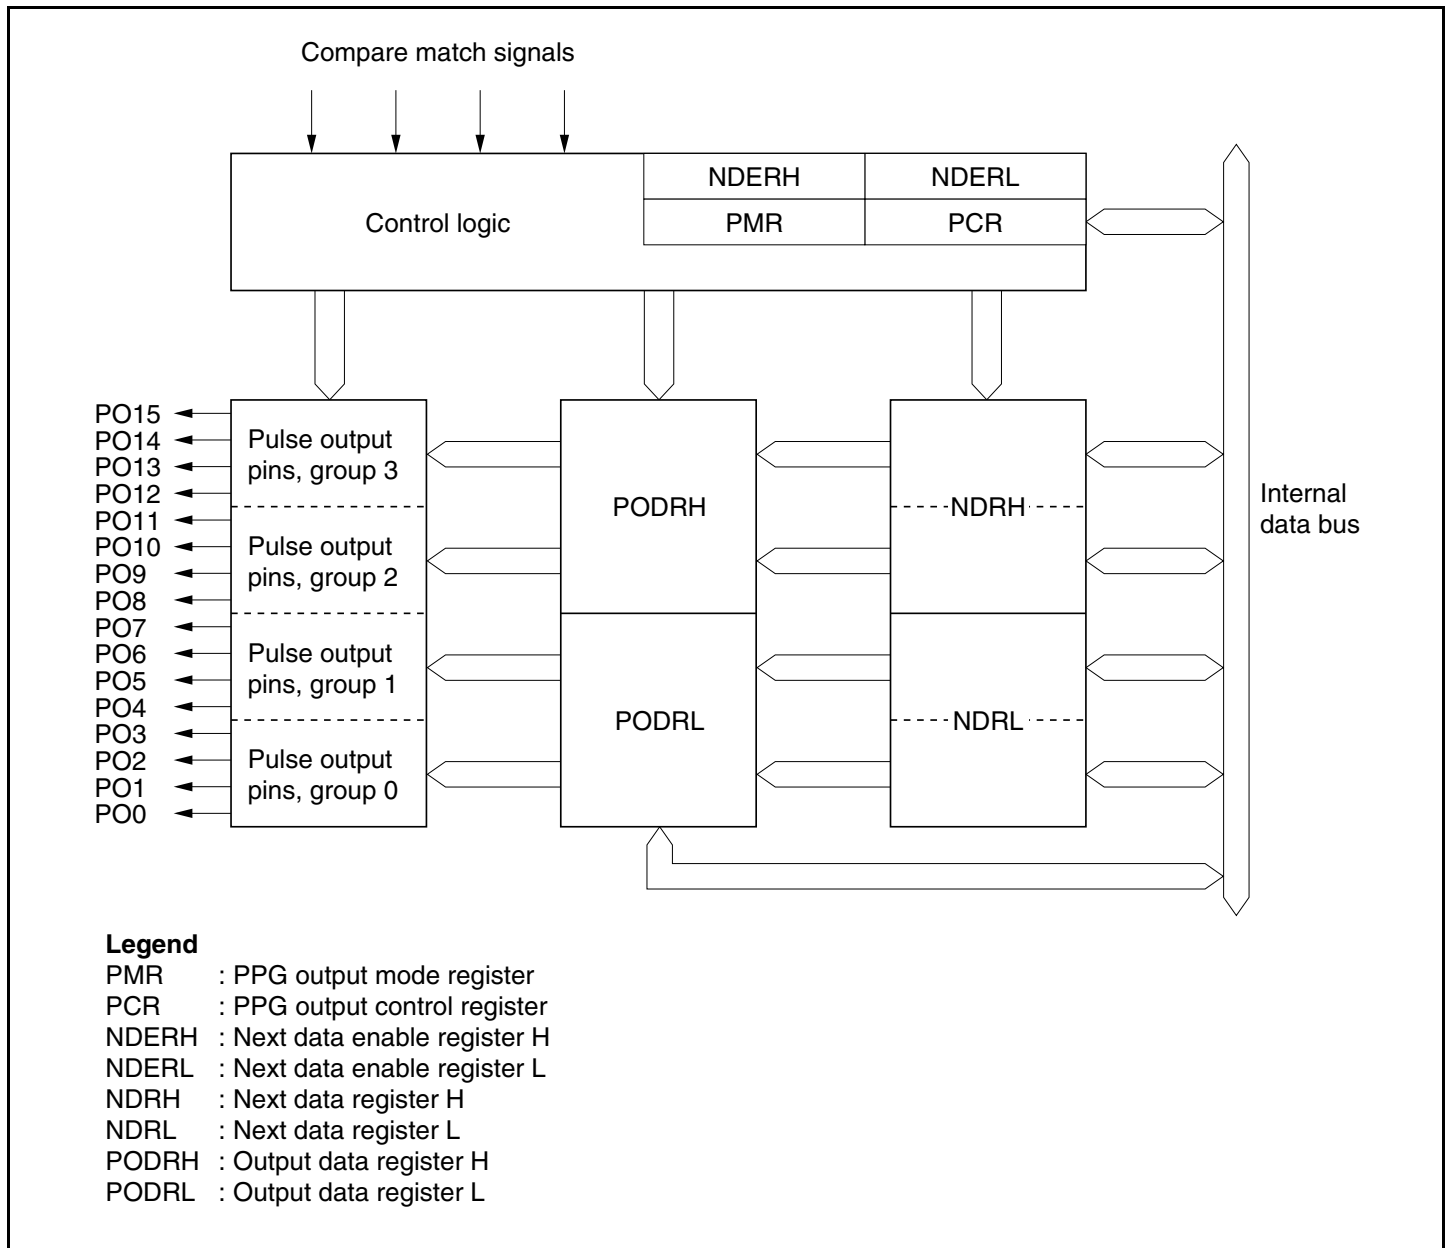 Compare match signals
NDERH
NDERL
Control logic
PMR
PCR
PO15
PO14
PO13
PO12
PO11
PO10
PO9
PO8
PO7
PO6
PO5
PO4
PO3
PO2
PO1
PO0
Pulse output
pins, group 3
Pulse output
pins, group 2
Pulse output
pins, group 1
Pulse output
pins, group 0
PODRH
PODRL
NDRH
NDRL
Internal
data bus
Legend
PMR : PPG output mode register
PCR : PPG output control register
NDERH : Next data enable register H
NDERL : Next data enable register L
NDRH : Next data register H
NDRL : Next data register L
PODRH : Output data register H
PODRL : Output data register L